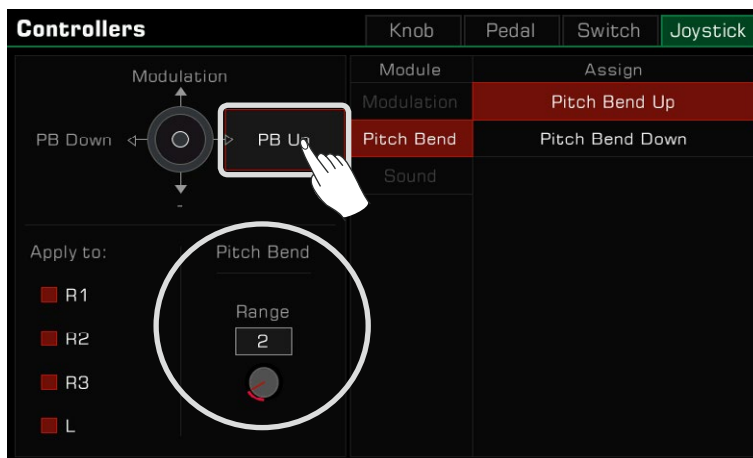 Controllers
Knob
Pedal
Switch
Joystick
Modulation
PB Down
PB Up
-
Module
Assign
Modulation
Pitch Bend Up
Pitch Bend
Pitch Bend Down
Sound
Apply to:
R1
R2
R3
L
Pitch Bend
Range
2